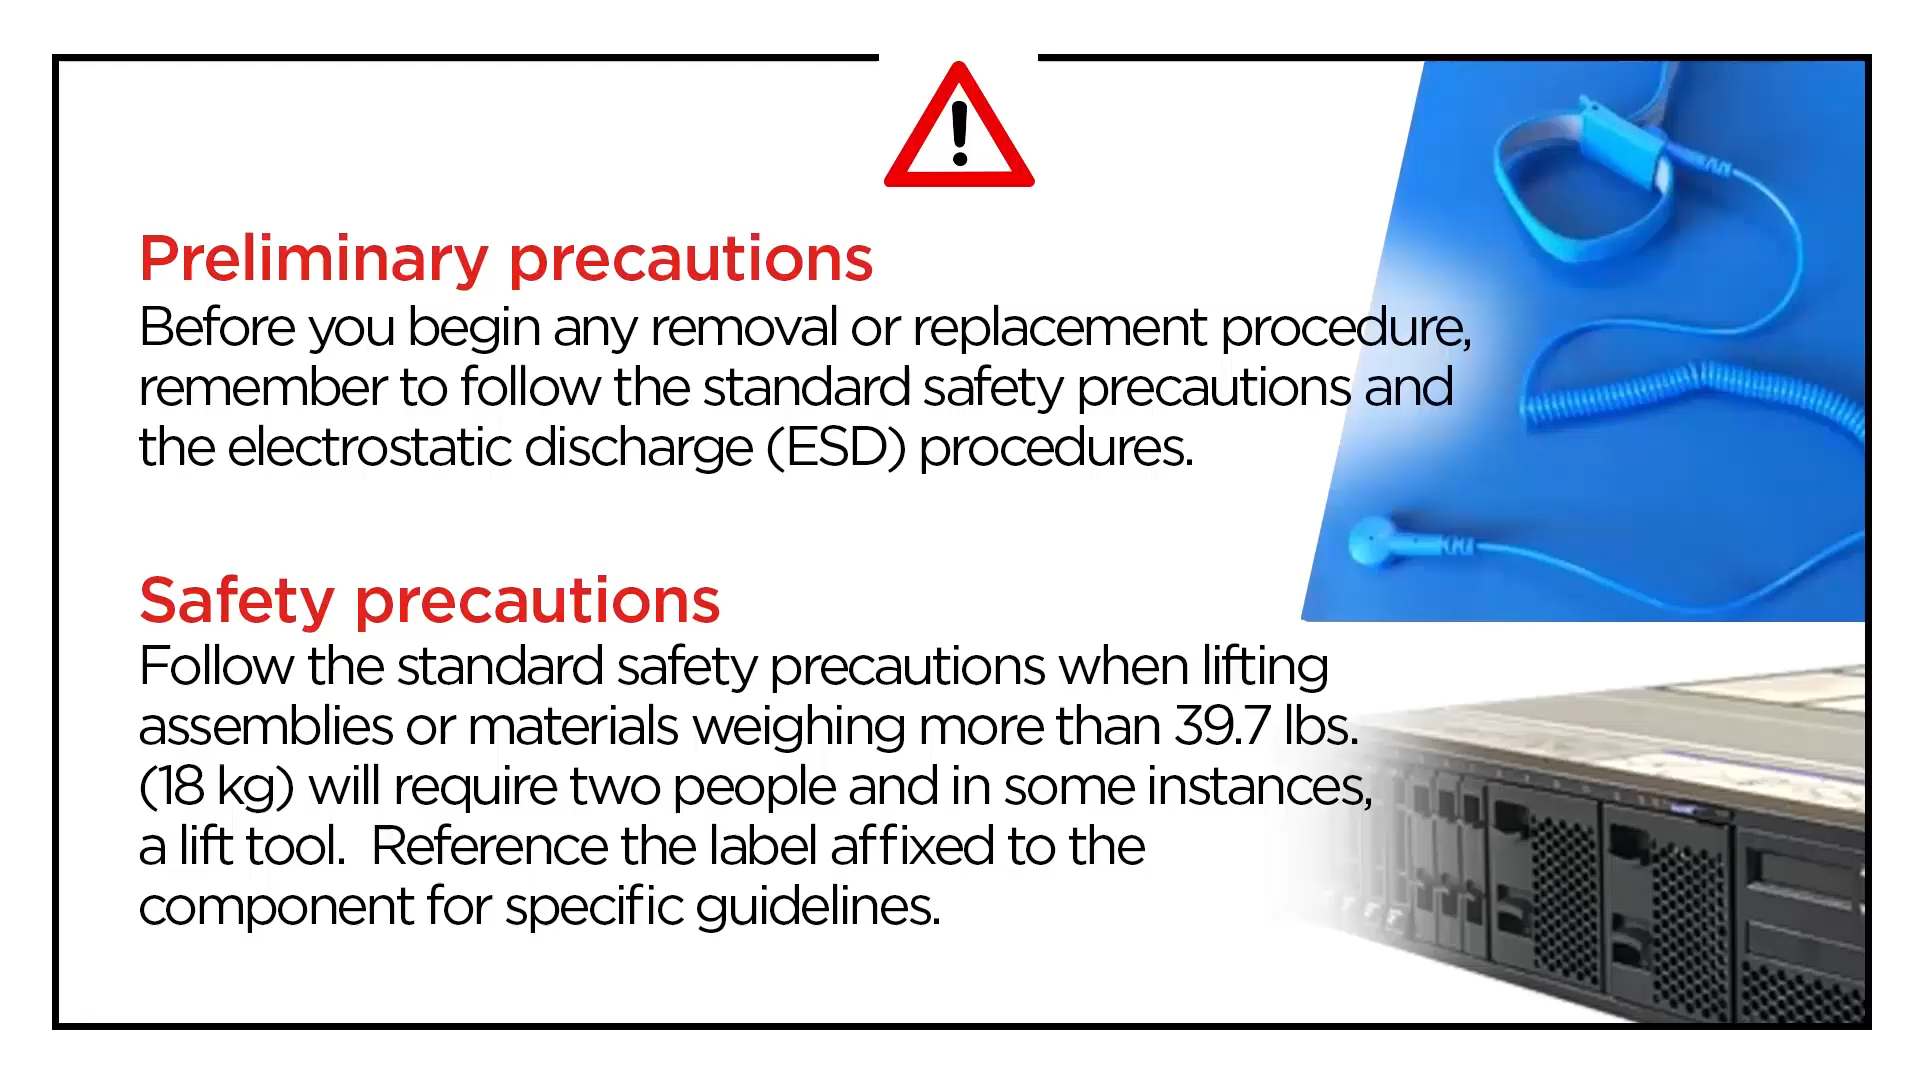 Preliminary precautions
Before you begin any removal or replacement procedure,
remember to follow the standard safety precautions and
the electrostatic discharge (ESD) procedures.
Safety precautions
Follow the standard safety precautions when lifting
assemblies or materials weighing more than 39.7 lbs.
(18 kg) will require two people and in some instances,
a lift tool.  Reference the label affixed to the
component for specific guidelines.